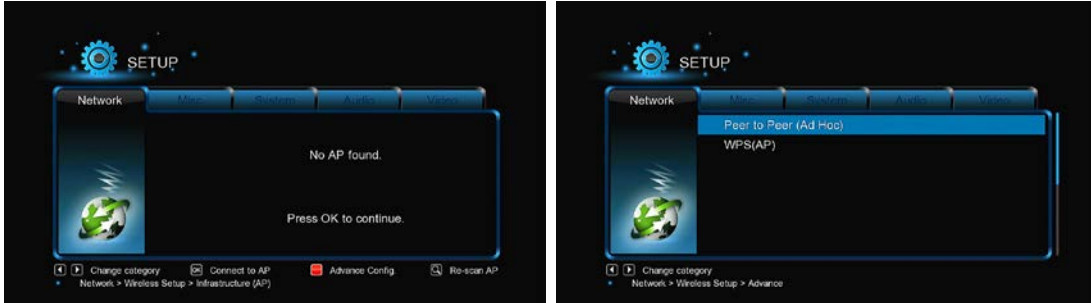 SETUP
Network Misc System Audio Video
No AP found.
Press OK to continue.
Change category OK Connect to AP Advance Config. Re-scan AP
Network > Wireless Setup > Infrastructure (AP)
SETUP
Network Misc System Audio Video
Peer to Peer (Ad Hoc)
WPS(AP)
Change category
Network > Wireless Setup > Advance